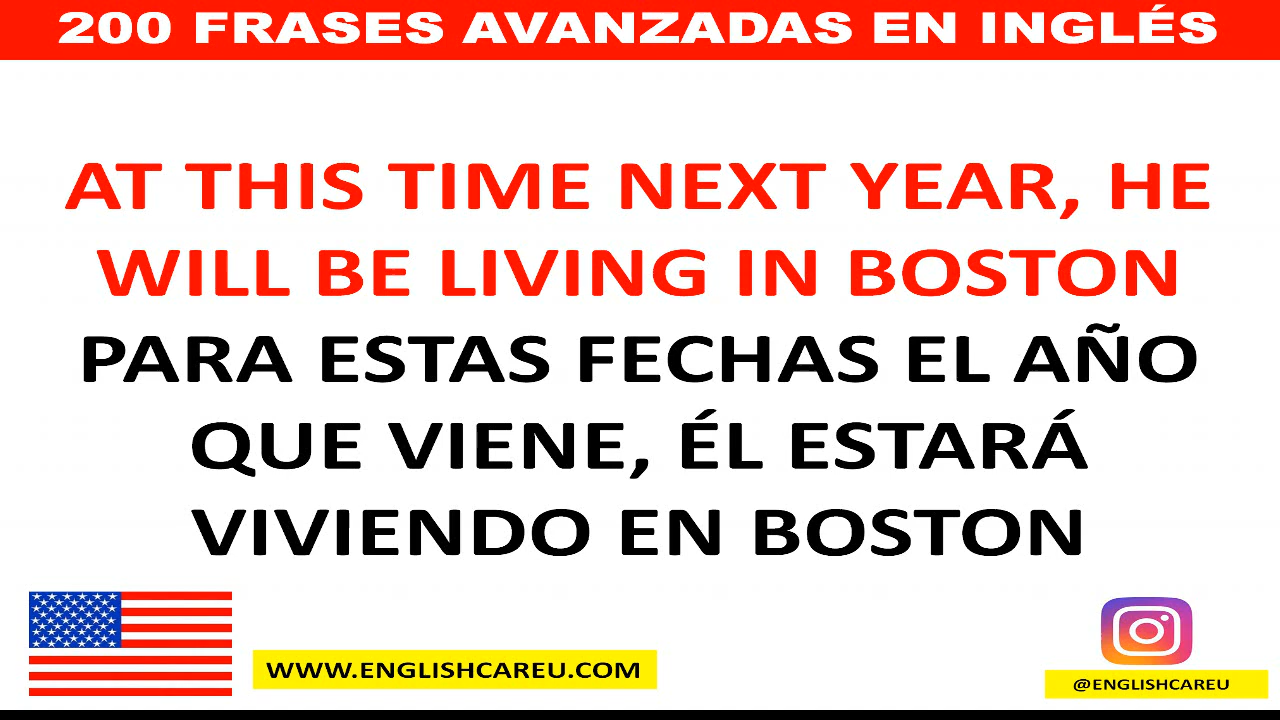 200 FRASES AVANZADAS EN INGLÉS
AT THIS TIME NEXT YEAR, HE
WILL BE LIVING IN BOSTON
PARA ESTAS FECHAS EL AÑO
QUE VIENE, ÉL ESTARÁ
VIVIENDO EN BOSTON
WWW.ENGLISHCAREU.COM
@ENGLISHCAREU